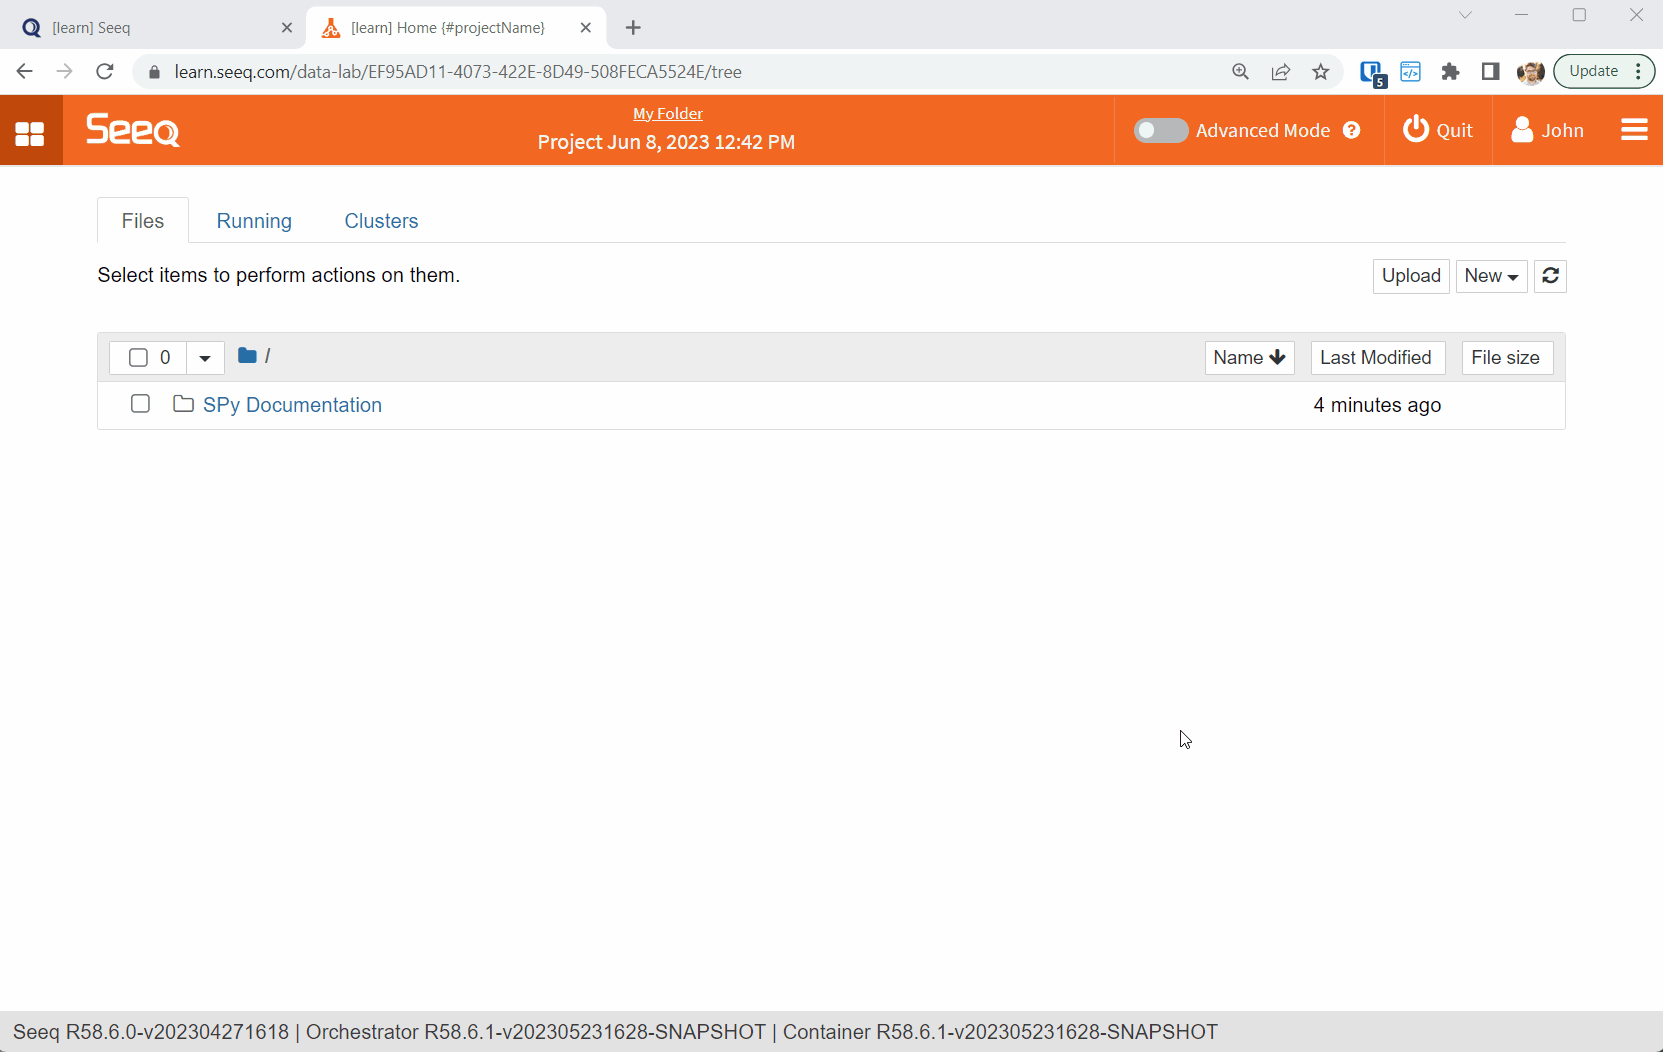 [learn] Seeq
[learn] Home {#projectName}
learn.seeq.com/data-lab/EF95AD11-4073-422E-8D49-508FECA5524E/tree
5
Update
Seeq
My Folder
Project Jun 8, 2023 12:42 PM
Advanced Mode ?
Quit
John
Files
Running
Clusters
Select items to perform actions on them.
Upload
New
0
/
Name
Last Modified
File size
SPy Documentation
4 minutes ago
Seeq R58.6.0-v202304271618 | Orchestrator R58.6.1-v202305231628-SNAPSHOT | Container R58.6.1-v202305231628-SNAPSHOT